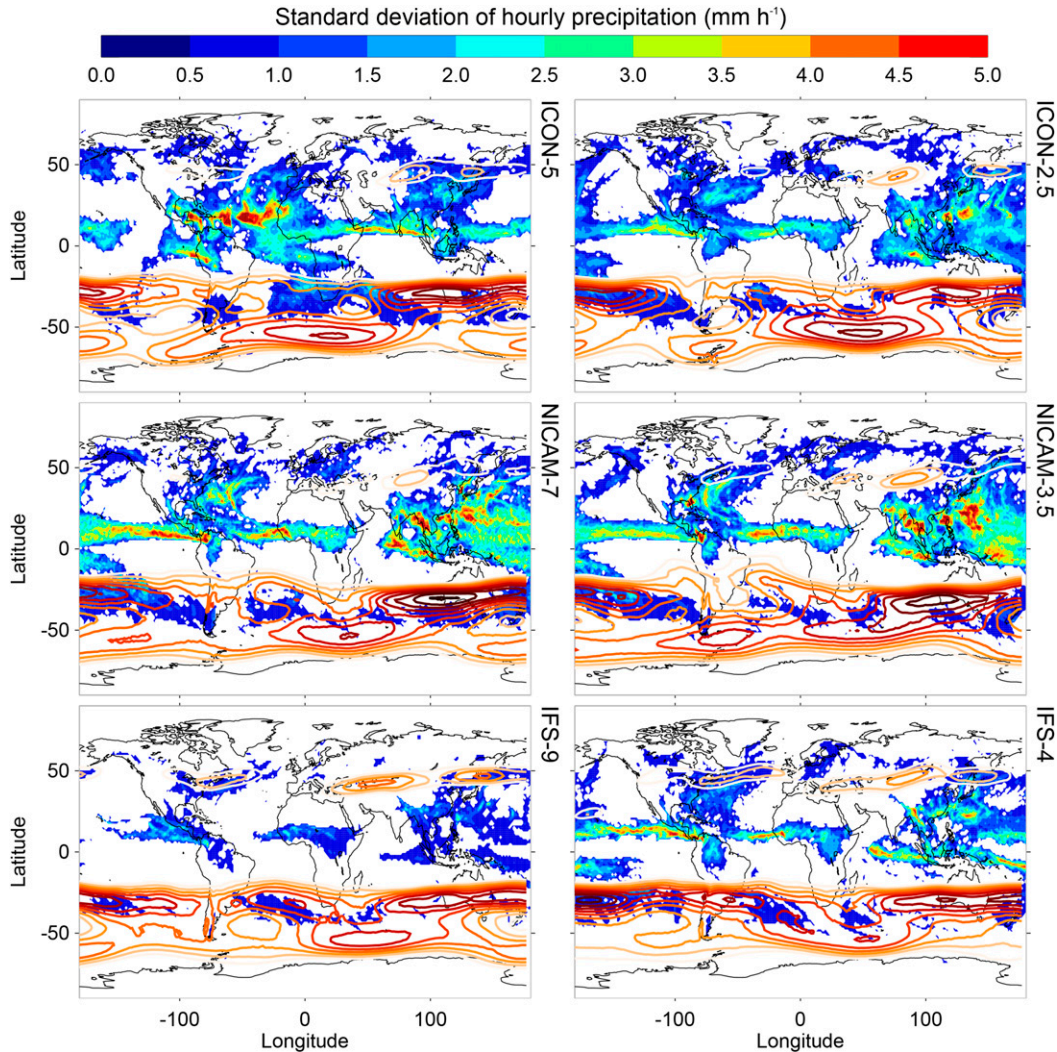 Standard deviation of hourly precipitation (mm h⁻¹)
0.0 0.5 1.0 1.5 2.0 2.5 3.0 3.5 4.0 4.5 5.0
ICON-5
ICON-2.5
Latitude
50
0
-50
NICAM-7
NICAM-3.5
Latitude
50
0
-50
IFS-9
IFS-4
Latitude
50
0
-50
-100 0 100
-100 0 100
Longitude
Longitude